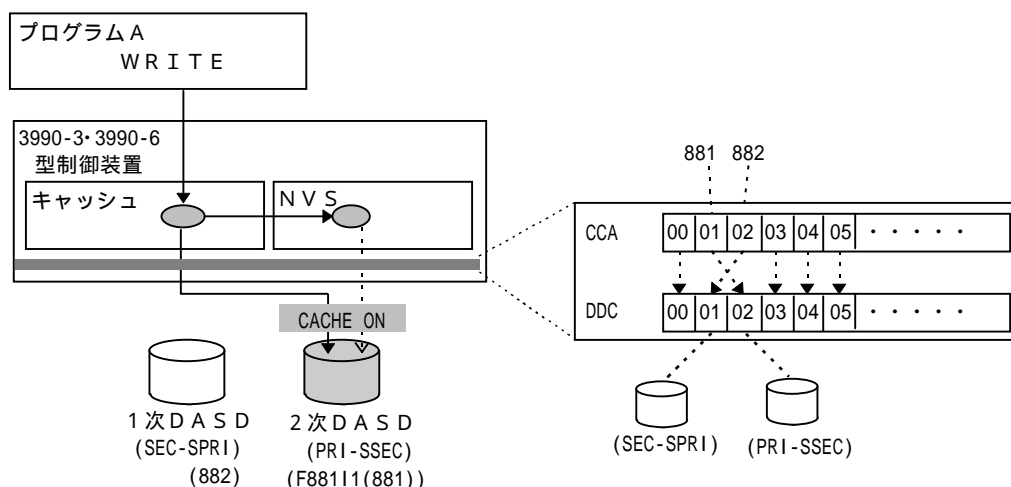 プログラムA
WRITE
3990-3・3990-6
型制御装置
キャッシュ
NVS
CACHE ON
1次DASD
(SEC-SPRI)
(882)
2次DASD
(PRI-SSEC)
(F881I1(881))
881 882
CCA 00 01 02 03 04 05 ・・・・・
DDC 00 01 02 03 04 05 ・・・・・
(SEC-SPRI) (PRI-SSEC)